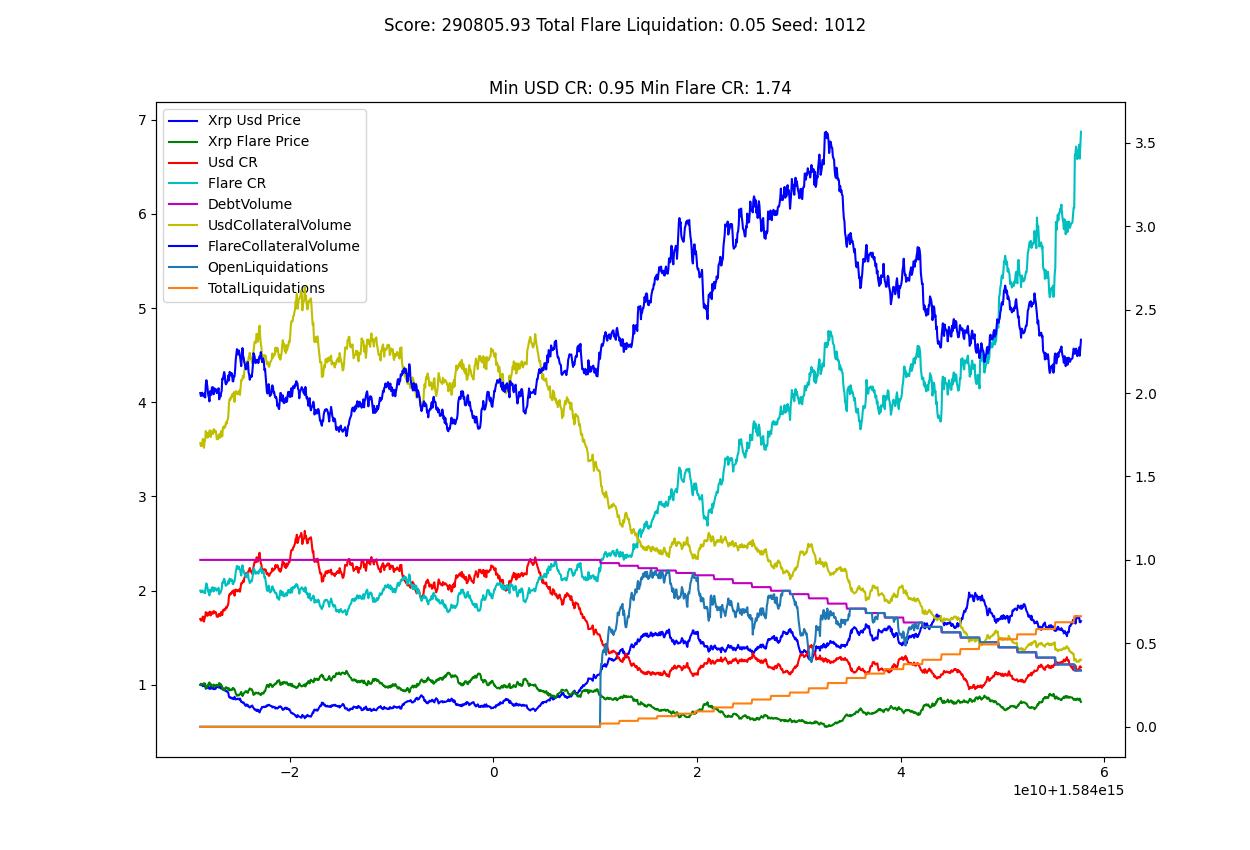 Score: 290805.93 Total Flare Liquidation: 0.05 Seed: 1012
Min USD CR: 0.95 Min Flare CR: 1.74
Xrp Usd Price
Xrp Flare Price
Usd CR
Flare CR
DebtVolume
UsdCollateralVolume
FlareCollateralVolume
OpenLiquidations
TotalLiquidations
7
6
5
4
3
2
1
3.5
3.0
2.5
2.0
1.5
1.0
0.5
0.0
−2 0 2 4 6
1e10+1.584e15